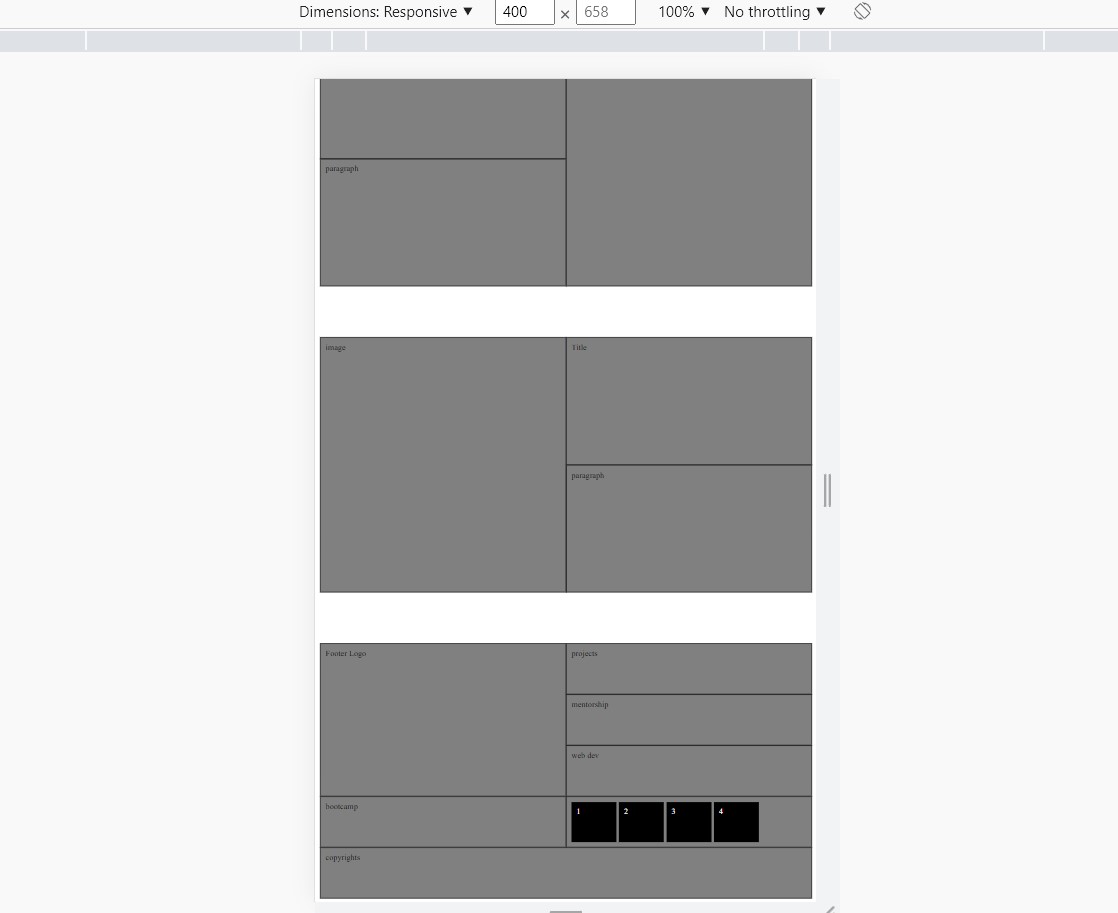 Dimensions: Responsive ▼ 400 × 658 100% ▼ No throttling ▼
paragraph
image
Title
paragraph
Footer Logo
projects
mentorship
web dev
bootcamp
1 2 3 4
copyrights